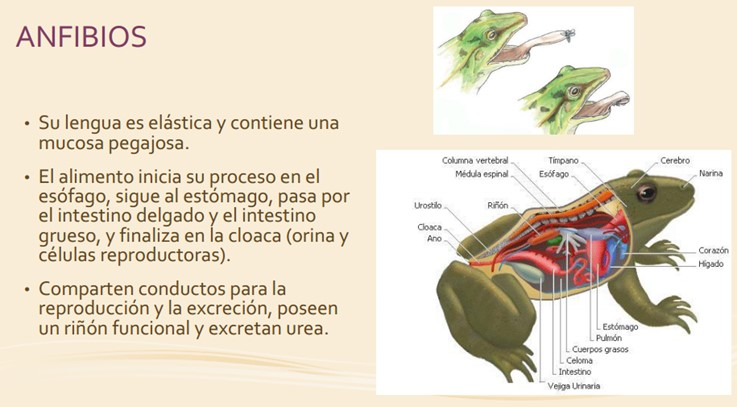 ANFIBIOS
• Su lengua es elástica y contiene una
mucosa pegajosa.
• El alimento inicia su proceso en el
esófago, sigue al estómago, pasa por
el intestino delgado y el intestino
grueso, y finaliza en la cloaca (orina y
células reproductoras).
• Comparten conductos para la
reproducción y la excreción, poseen
un riñón funcional y excretan urea.
Columna vertebral
Tímpano
Cerebro
Médula espinal
Esófago
Narina
Urostilo
Riñón
Cloaca
Ano
Corazón
Hígado
Estómago
Pulmón
Cuerpos grasos
Celoma
Intestino
Vejiga Urinaria